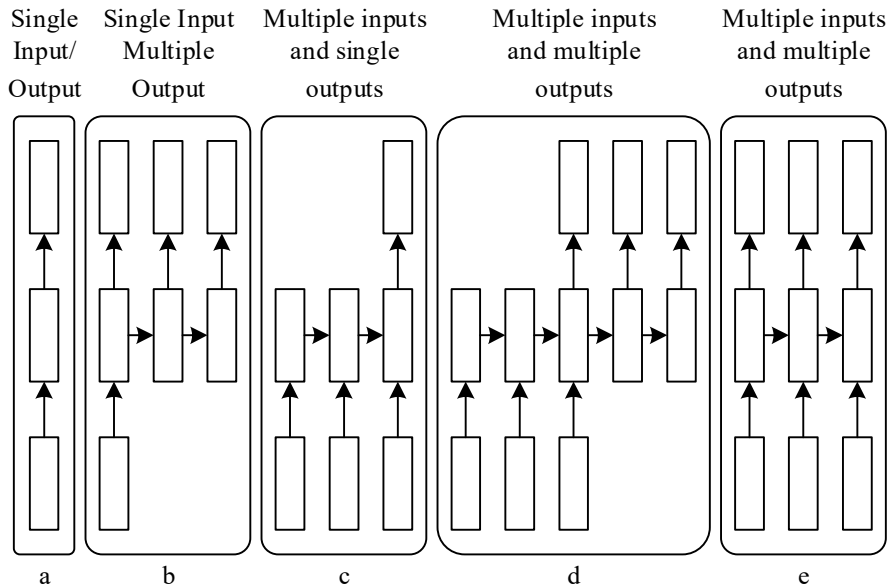 Single
Input/
Output
Single Input
Multiple
Output
Multiple inputs
and single
outputs
Multiple inputs
and multiple
outputs
Multiple inputs
and multiple
outputs
a
b
c
d
e